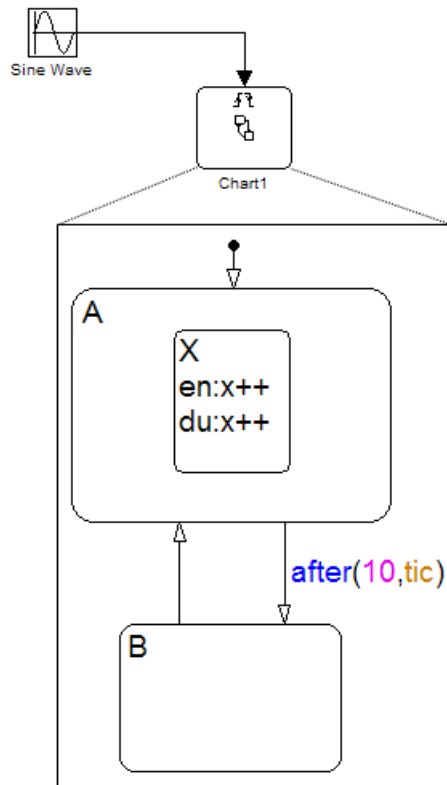 Sine Wave
Chart1
A
X
en:x++
du:x++
after(10,tic)
B